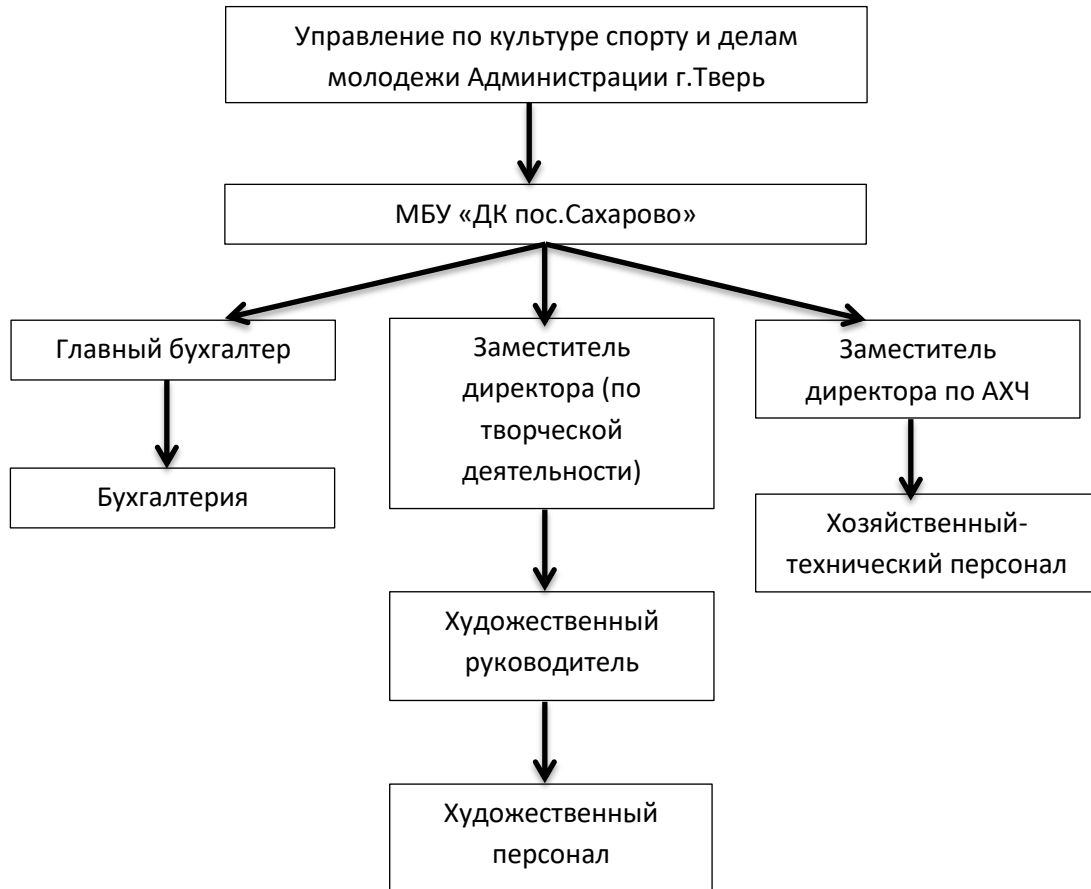 Управление по культуре спорту и делам
молодежи Администрации г.Тверь
МБУ «ДК пос.Сахарово»
Главный бухгалтер
Бухгалтерия
Заместитель
директора (по
творческой
деятельности)
Художественный
руководитель
Художественный
персонал
Заместитель
директора по АХЧ
Хозяйственный-
технический персонал